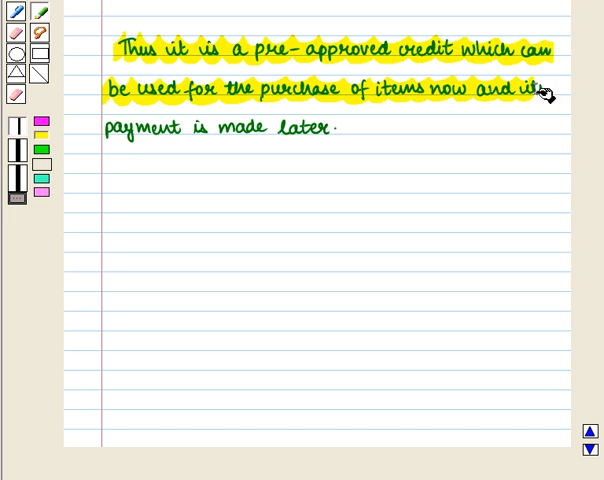 Thus it is a pre-approved credit which can
be used for the purchase of items now and its
payment is made later.